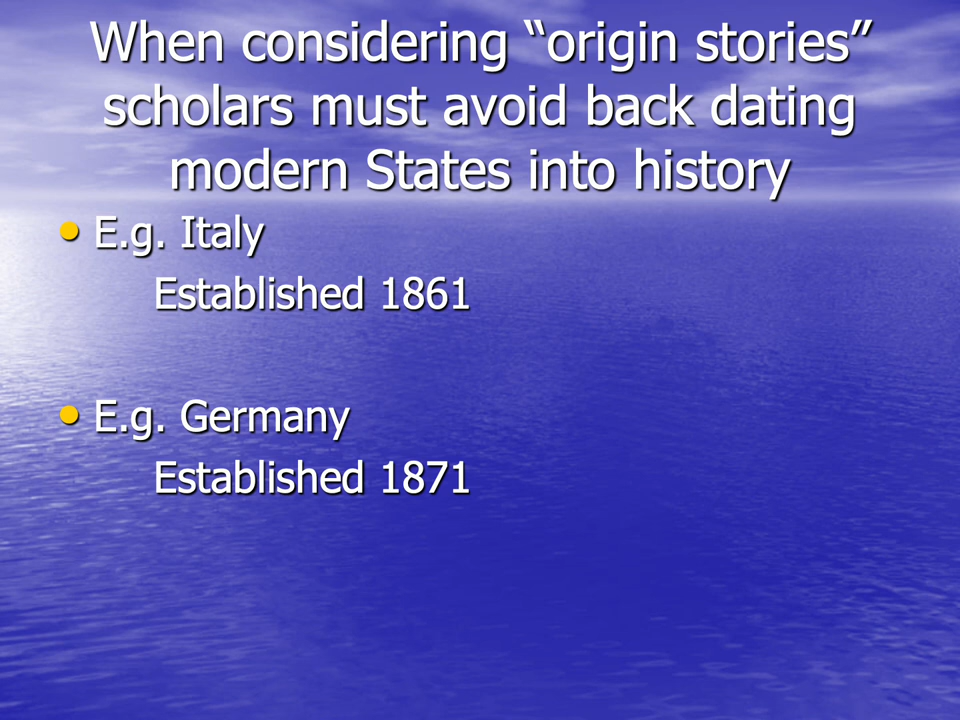 When considering “origin stories”
scholars must avoid back dating
modern States into history
• E.g. Italy
Established 1861
• E.g. Germany
Established 1871